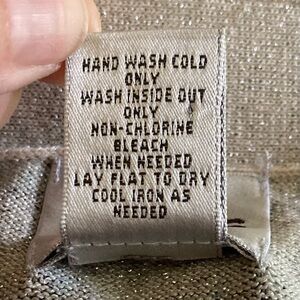 HAND WASH COLD
ONLY
WASH INSIDE OUT
ONLY
NON-CHLORINE
BLEACH
WHEN NEEDED
LAY FLAT TO DRY
COOL IRON AS
NEEDED